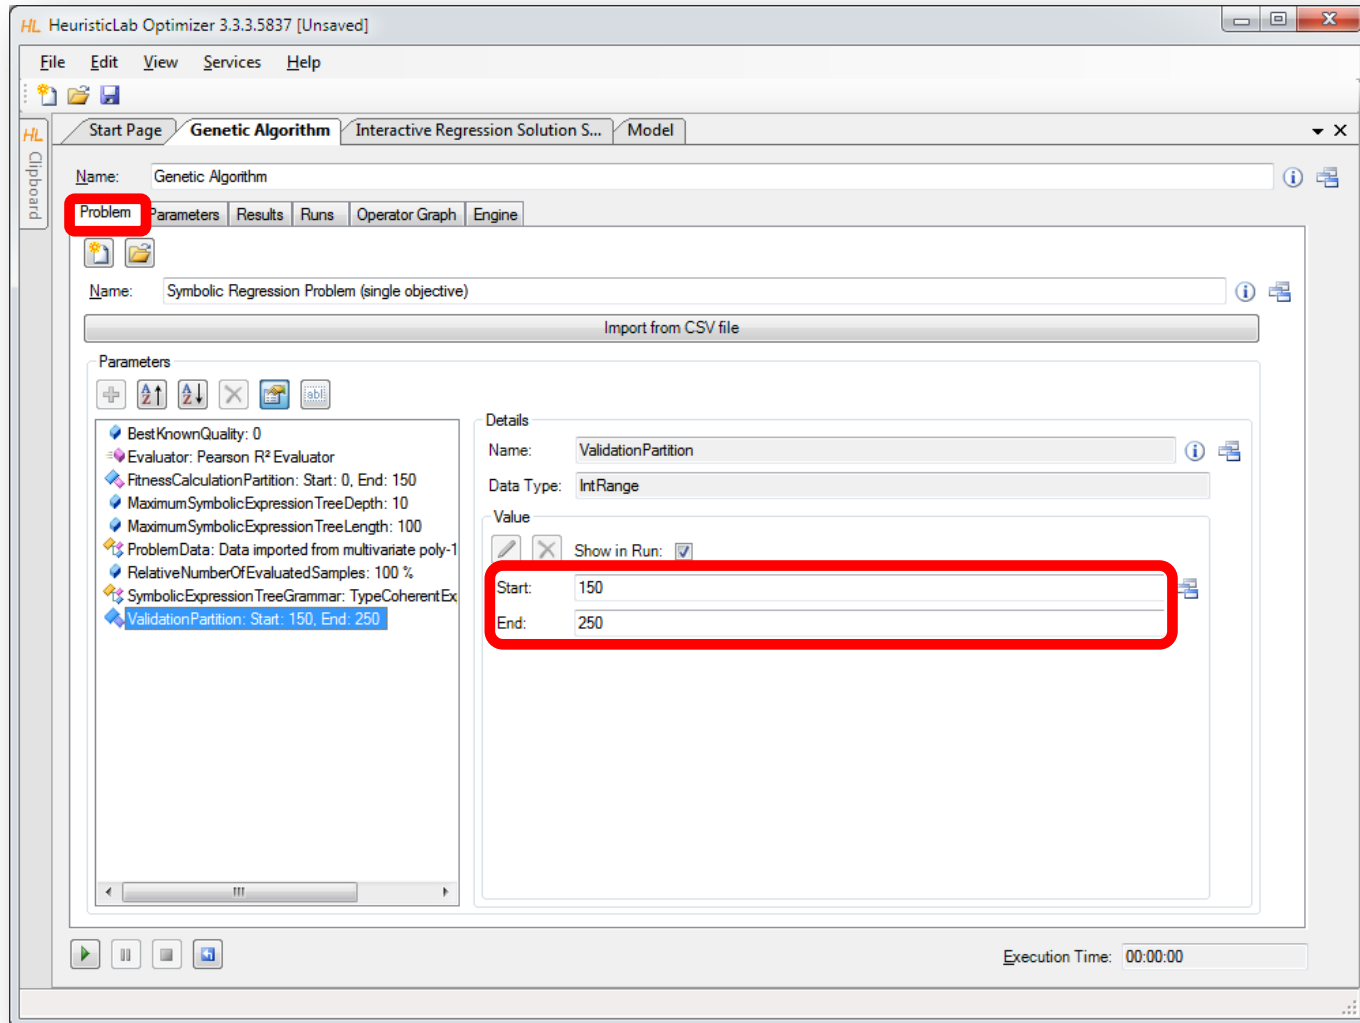 HL HeuristicLab Optimizer 3.3.3.5837 [Unsaved]
File Edit View Services Help
HL Clipboard
Start Page Genetic Algorithm Interactive Regression Solution S... Model
Name: Genetic Algorithm
Problem Parameters Results Runs Operator Graph Engine
Name: Symbolic Regression Problem (single objective)
Import from CSV file
Parameters
BestKnownQuality: 0
Evaluator: Pearson R² Evaluator
FitnessCalculationPartition: Start: 0, End: 150
MaximumSymbolicExpressionTreeDepth: 10
MaximumSymbolicExpressionTreeLength: 100
ProblemData: Data imported from multivariate poly-1
RelativeNumberOfEvaluatedSamples: 100 %
SymbolicExpressionTreeGrammar: TypeCoherentEx
ValidationPartition: Start: 150, End: 250
Details
Name: ValidationPartition
Data Type: IntRange
Value
Show in Run:
Start: 150
End: 250
Execution Time: 00:00:00